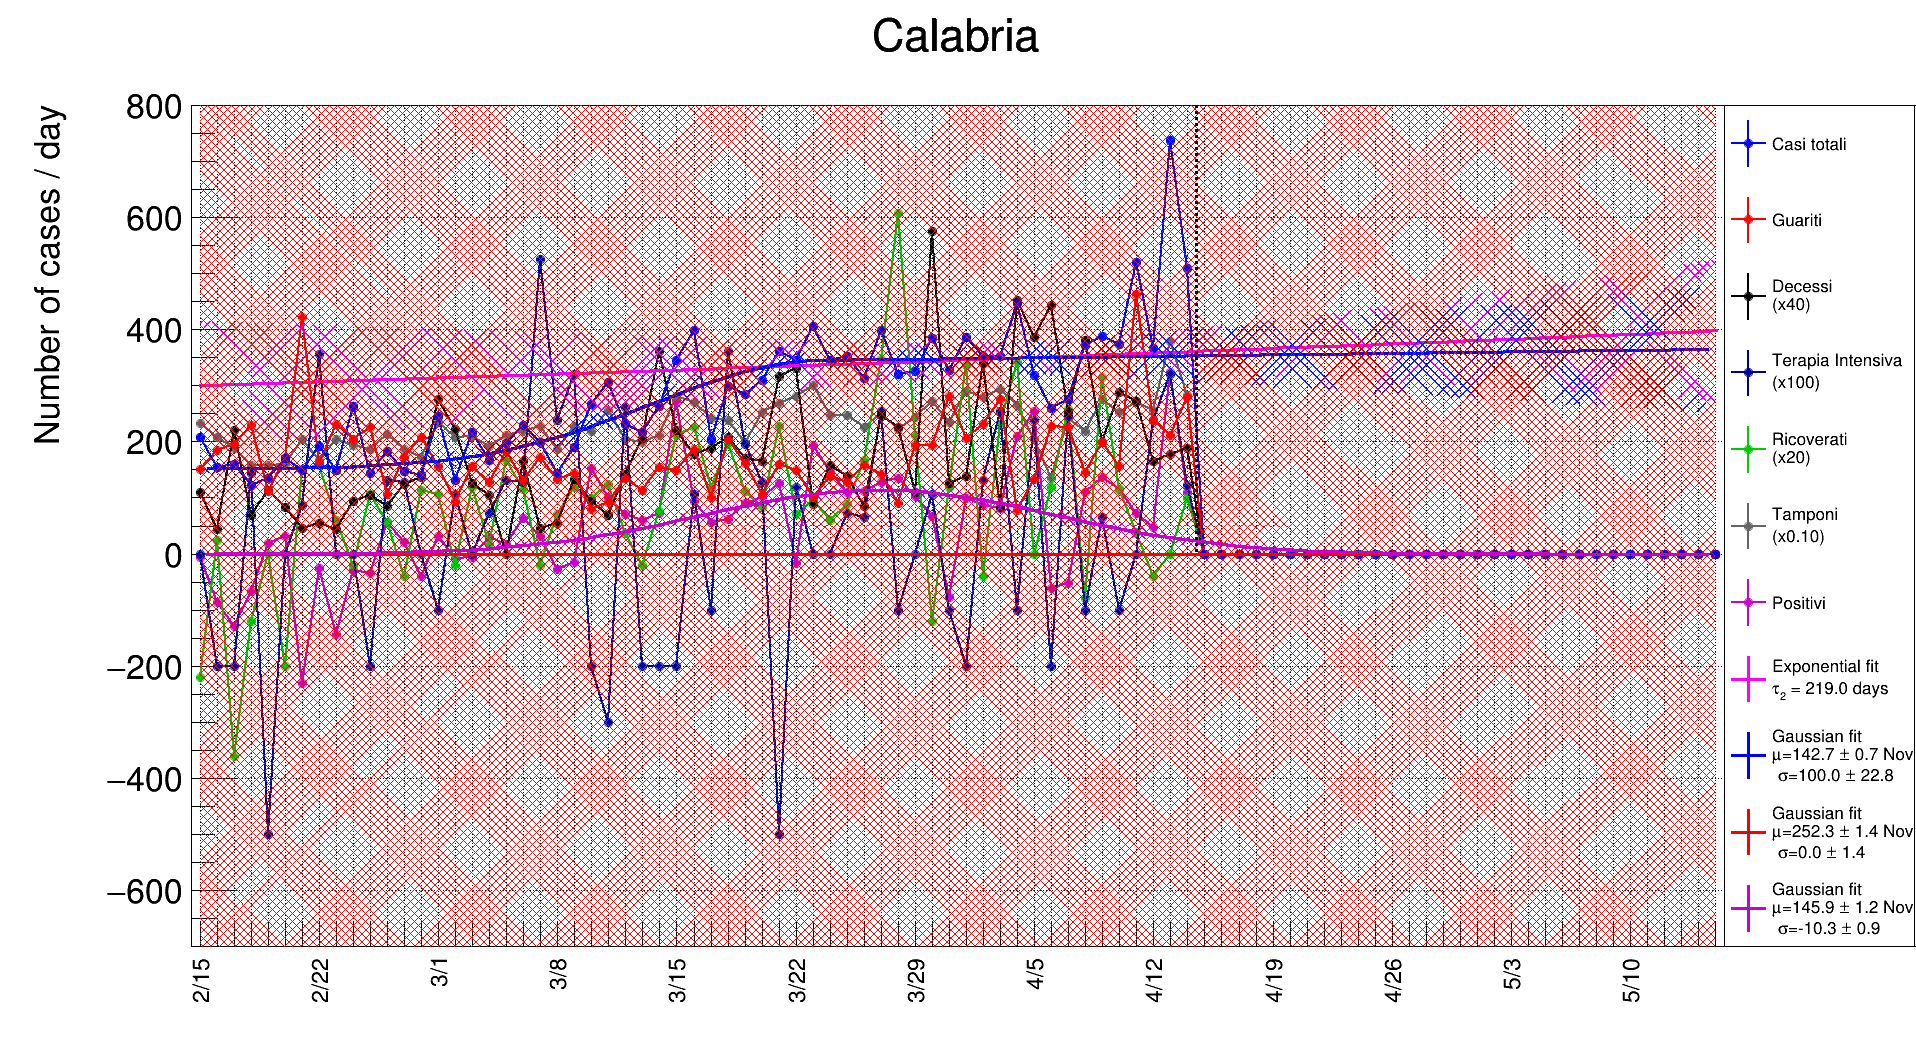 Calabria
Number of cases / day
800
600
400
200
0
−200
−400
−600
2/15
2/22
3/1
3/8
3/15
3/22
3/29
4/5
4/12
4/19
4/26
5/3
5/10
Casi totali
Guariti
Decessi
(x40)
Terapia Intensiva
(x100)
Ricoverati
(x20)
Tamponi
(x0.10)
Positivi
Exponential fit
τ2 = 219.0 days
Gaussian fit
μ=142.7 ± 0.7 Nov
σ=100.0 ± 22.8
Gaussian fit
μ=252.3 ± 1.4 Nov
σ=0.0 ± 1.4
Gaussian fit
μ=145.9 ± 1.2 Nov
σ=-10.3 ± 0.9